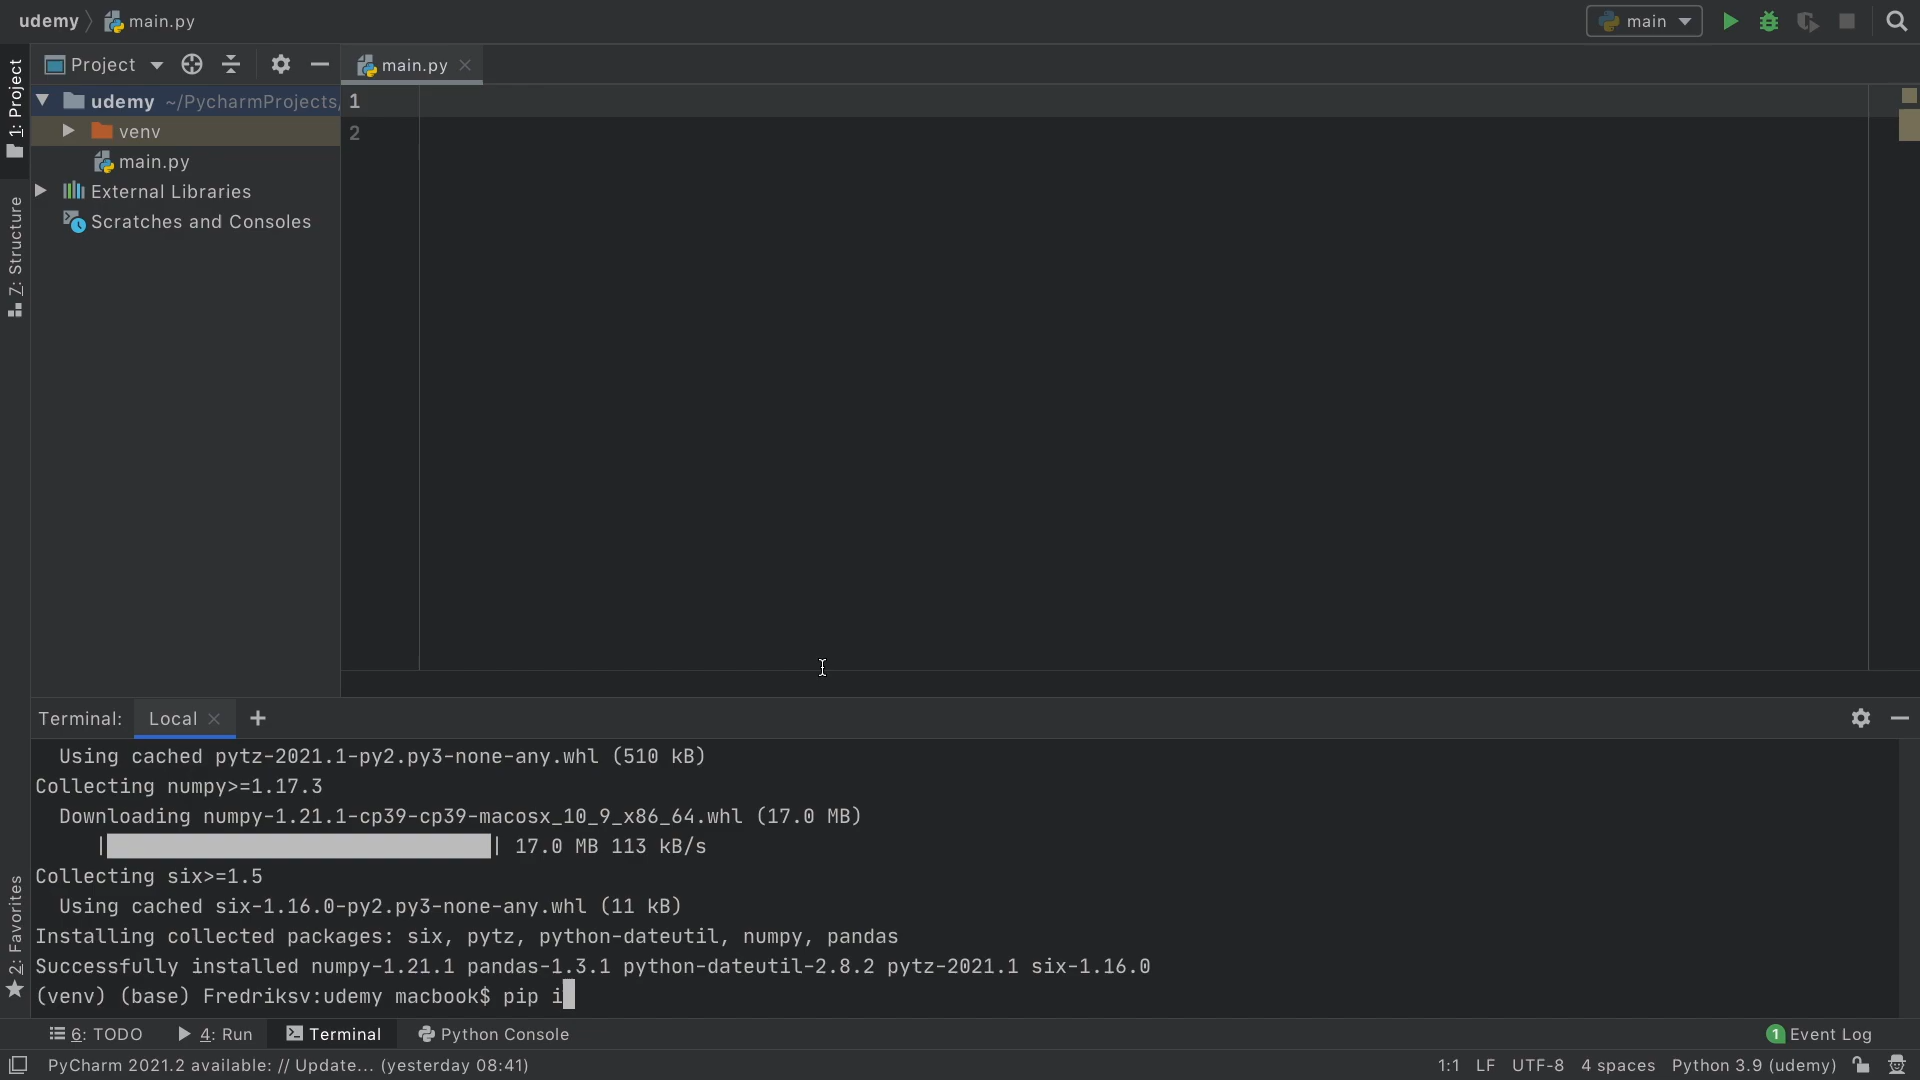 udemy main.py
main
Project
main.py
1: Project
udemy ~/PycharmProjects/
venv
main.py
External Libraries
Scratches and Consoles
Z: Structure
2: Favorites
1
2
Terminal: Local
Using cached pytz-2021.1-py2.py3-none-any.whl (510 kB)
Collecting numpy>=1.17.3
Downloading numpy-1.21.1-cp39-cp39-macosx_10_9_x86_64.whl (17.0 MB)
| | 17.0 MB 113 kB/s
Collecting six>=1.5
Using cached six-1.16.0-py2.py3-none-any.whl (11 kB)
Installing collected packages: six, pytz, python-dateutil, numpy, pandas
Successfully installed numpy-1.21.1 pandas-1.3.1 python-dateutil-2.8.2 pytz-2021.1 six-1.16.0
(venv) (base) Fredriksv:udemy macbook$ pip i
6: TODO 4: Run Terminal Python Console 1 Event Log
PyCharm 2021.2 available: // Update... (yesterday 08:41) 1:1 LF UTF-8 4 spaces Python 3.9 (udemy)